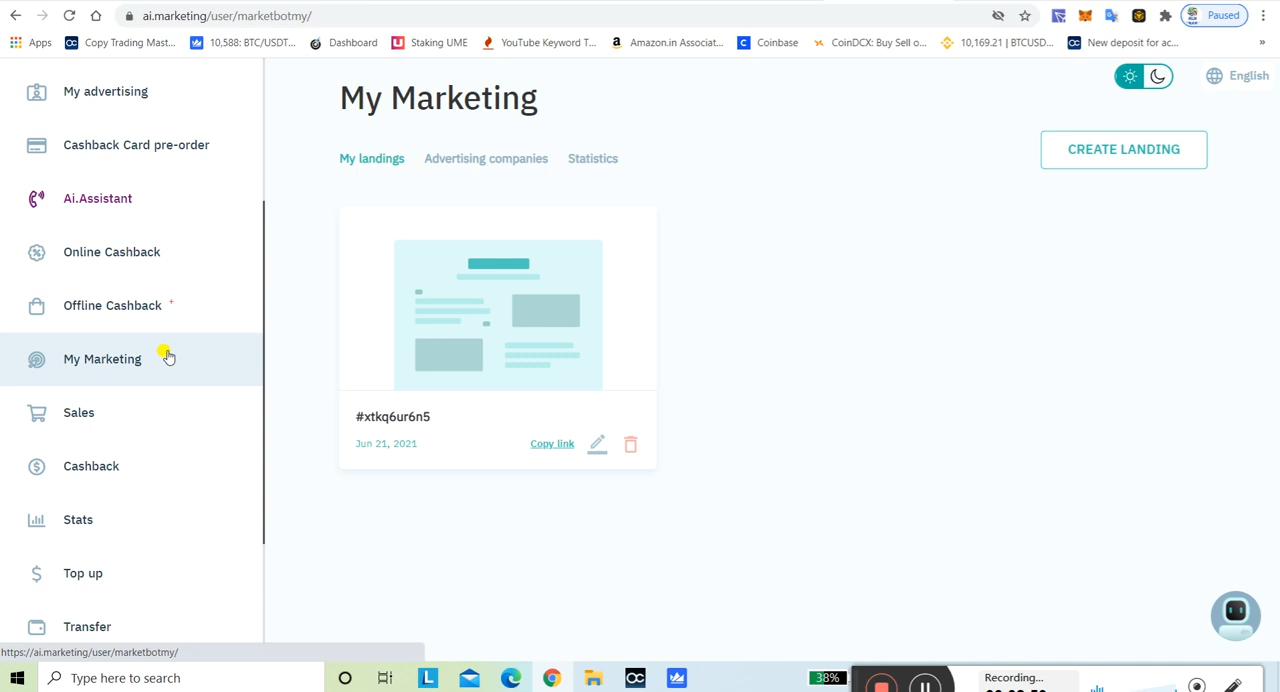 ai.marketing/user/marketbotmy/
Paused
Apps
Copy Trading Mast...
10,588: BTC/USDT...
Dashboard
Staking UME
YouTube Keyword T...
Amazon.in Associat...
Coinbase
CoinDCX: Buy Sell o...
10,169.21 | BTCUSD...
New deposit for ac...
»
My advertising
Cashback Card pre-order
Ai.Assistant
Online Cashback
Offline Cashback +
My Marketing
Sales
Cashback
Stats
Top up
Transfer
English
My Marketing
My landings
Advertising companies
Statistics
CREATE LANDING
#xtkq6ur6n5
Jun 21, 2021
Copy link
https://ai.marketing/user/marketbotmy/
Type here to search
38%
Recording...